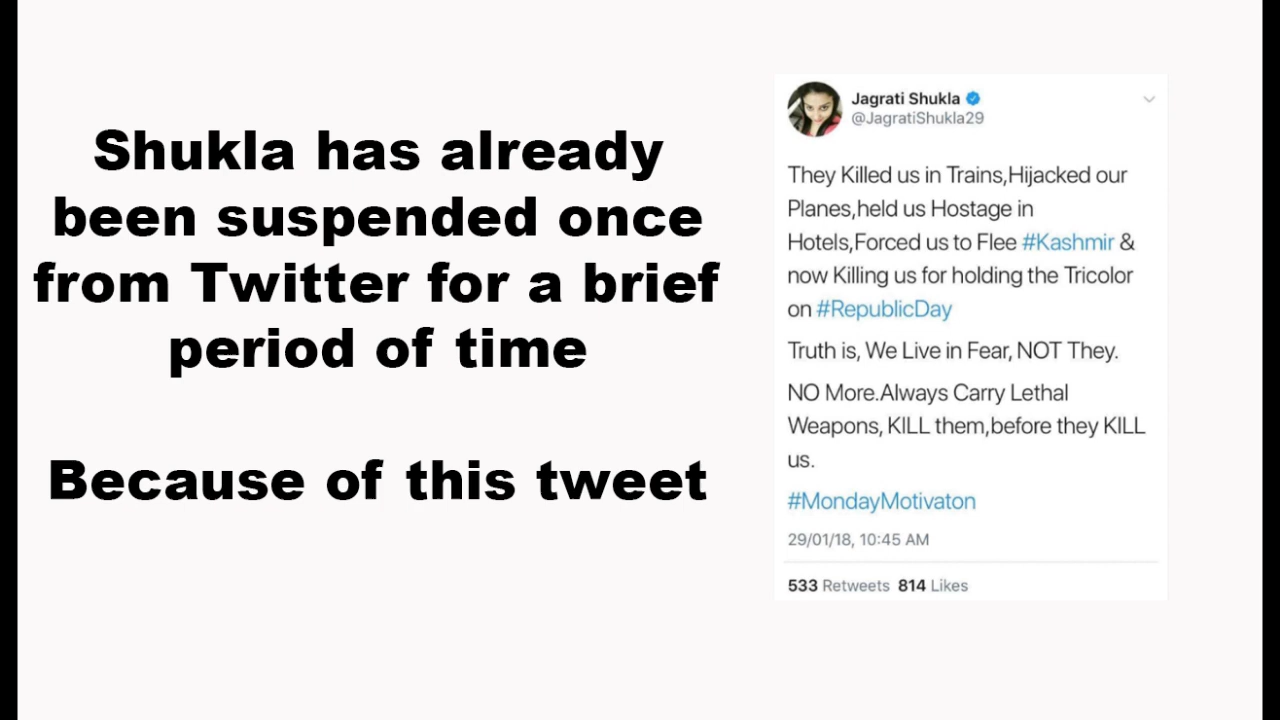 Shukla has already
been suspended once
from Twitter for a brief
period of time
Because of this tweet
Jagrati Shukla
@JagratiShukla29
They Killed us in Trains,Hijacked our
Planes,held us Hostage in
Hotels,Forced us to Flee #Kashmir &
now Killing us for holding the Tricolor
on #RepublicDay
Truth is, We Live in Fear, NOT They.
NO More.Always Carry Lethal
Weapons, KILL them,before they KILL
us.
#MondayMotivaton
29/01/18, 10:45 AM
533 Retweets 814 Likes